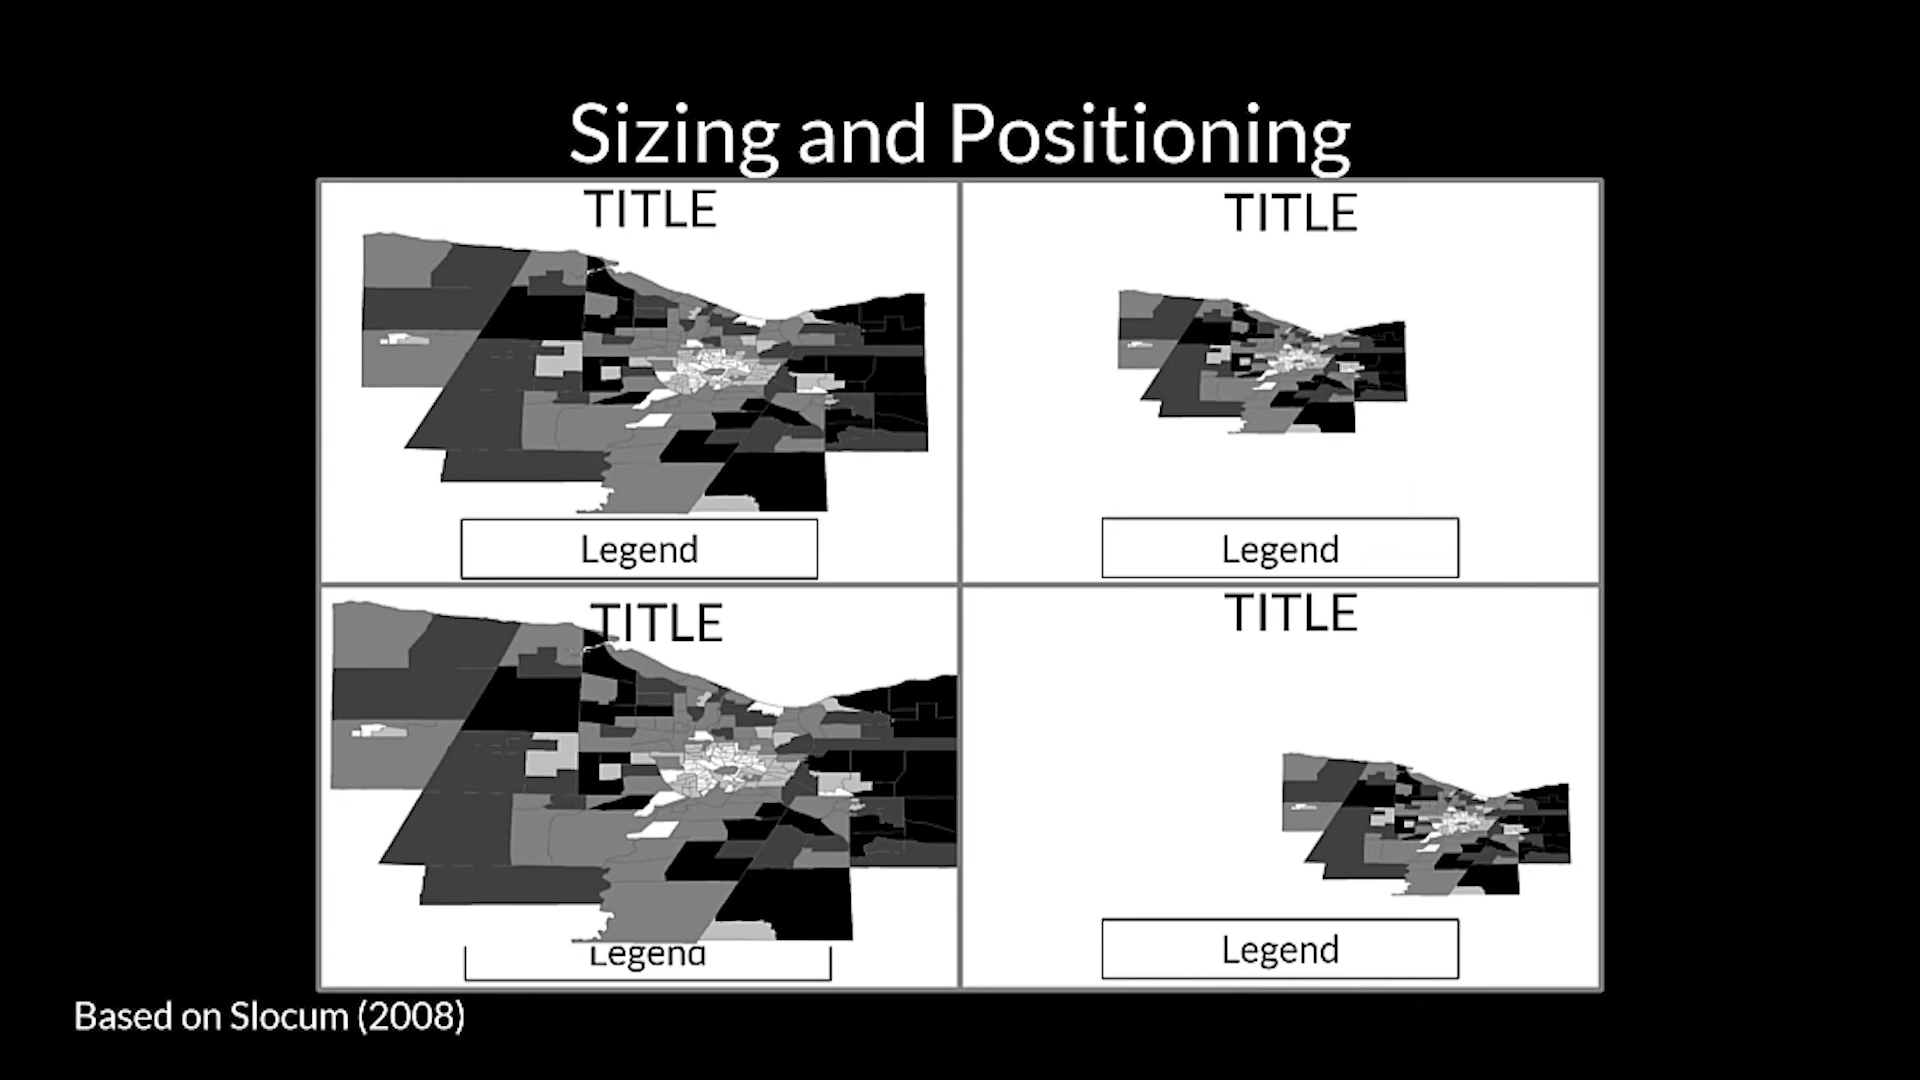 Sizing and Positioning
TITLE
TITLE
Legend
Legend
TITLE
TITLE
Legend
Legend
Based on Slocum (2008)